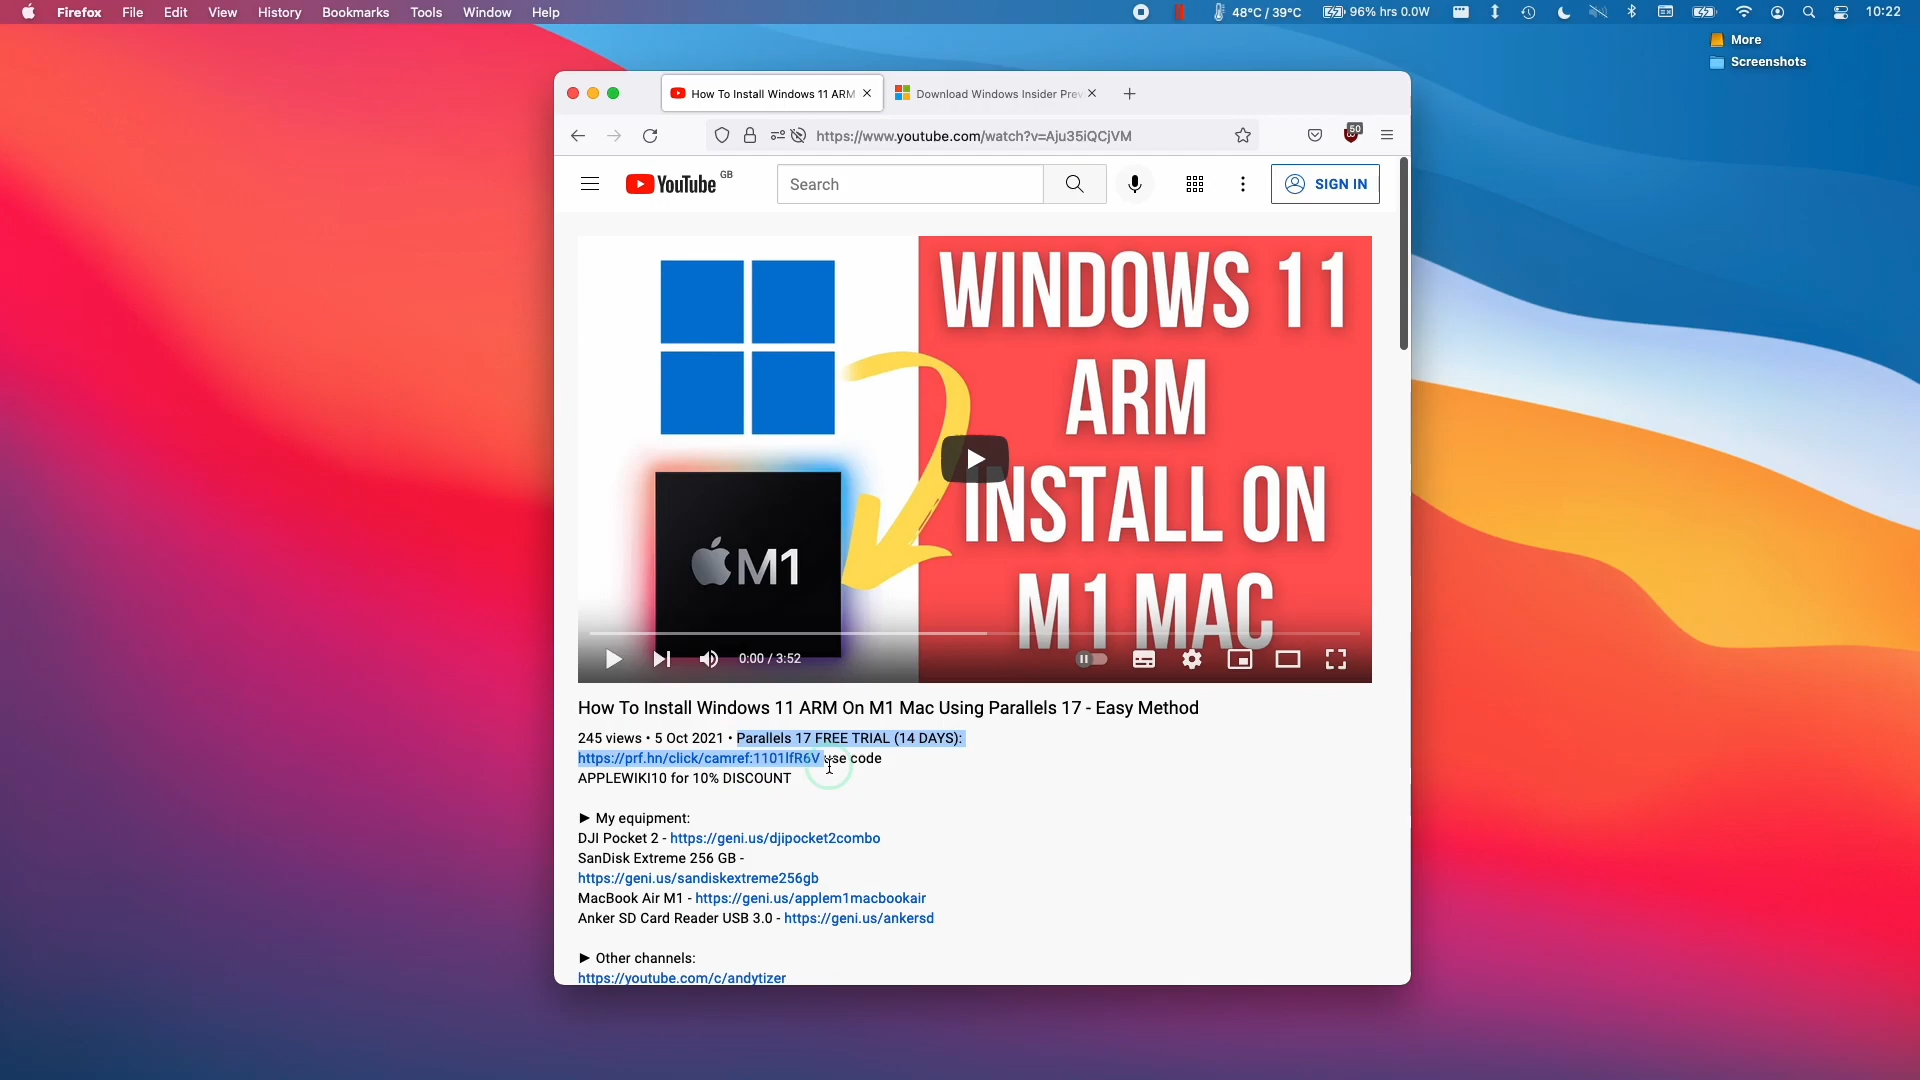 Firefox File Edit View History Bookmarks Tools Window Help 48°C / 39°C 96% hrs 0.0W 10:22
More
Screenshots
How To Install Windows 11 ARM Download Windows Insider Prev
https://www.youtube.com/watch?v=Aju35iQCjVM 50
YouTube GB Search SIGN IN
WINDOWS 11
ARM
INSTALL ON
M1 MAC
M1
0:00 / 3:52
How To Install Windows 11 ARM On M1 Mac Using Parallels 17 - Easy Method
245 views • 5 Oct 2021 • Parallels 17 FREE TRIAL (14 DAYS):
https://prf.hn/click/camref:1101lfR6V use code
APPLEWIKI10 for 10% DISCOUNT
► My equipment:
DJI Pocket 2 - https://geni.us/djipocket2combo
SanDisk Extreme 256 GB -
https://geni.us/sandiskextreme256gb
MacBook Air M1 - https://geni.us/applem1macbookair
Anker SD Card Reader USB 3.0 - https://geni.us/ankersd
► Other channels:
https://youtube.com/c/andytizer